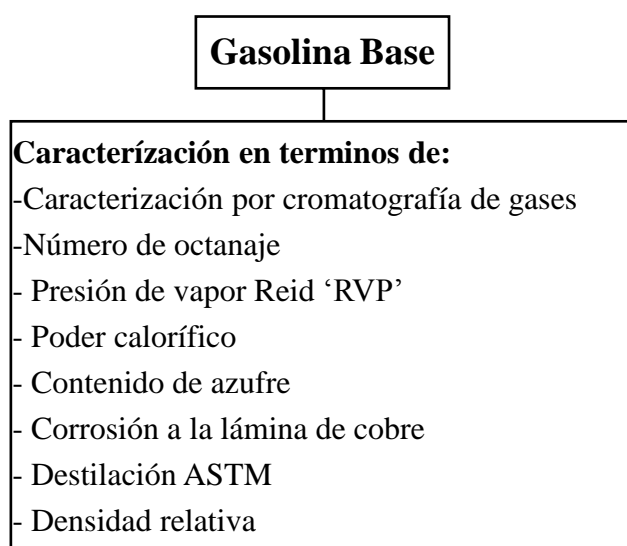 Gasolina Base
Caracterízación en terminos de:
-Caracterización por cromatografía de gases
-Número de octanaje
- Presión de vapor Reid ‘RVP’
- Poder calorífico
- Contenido de azufre
- Corrosión a la lámina de cobre
- Destilación ASTM
- Densidad relativa